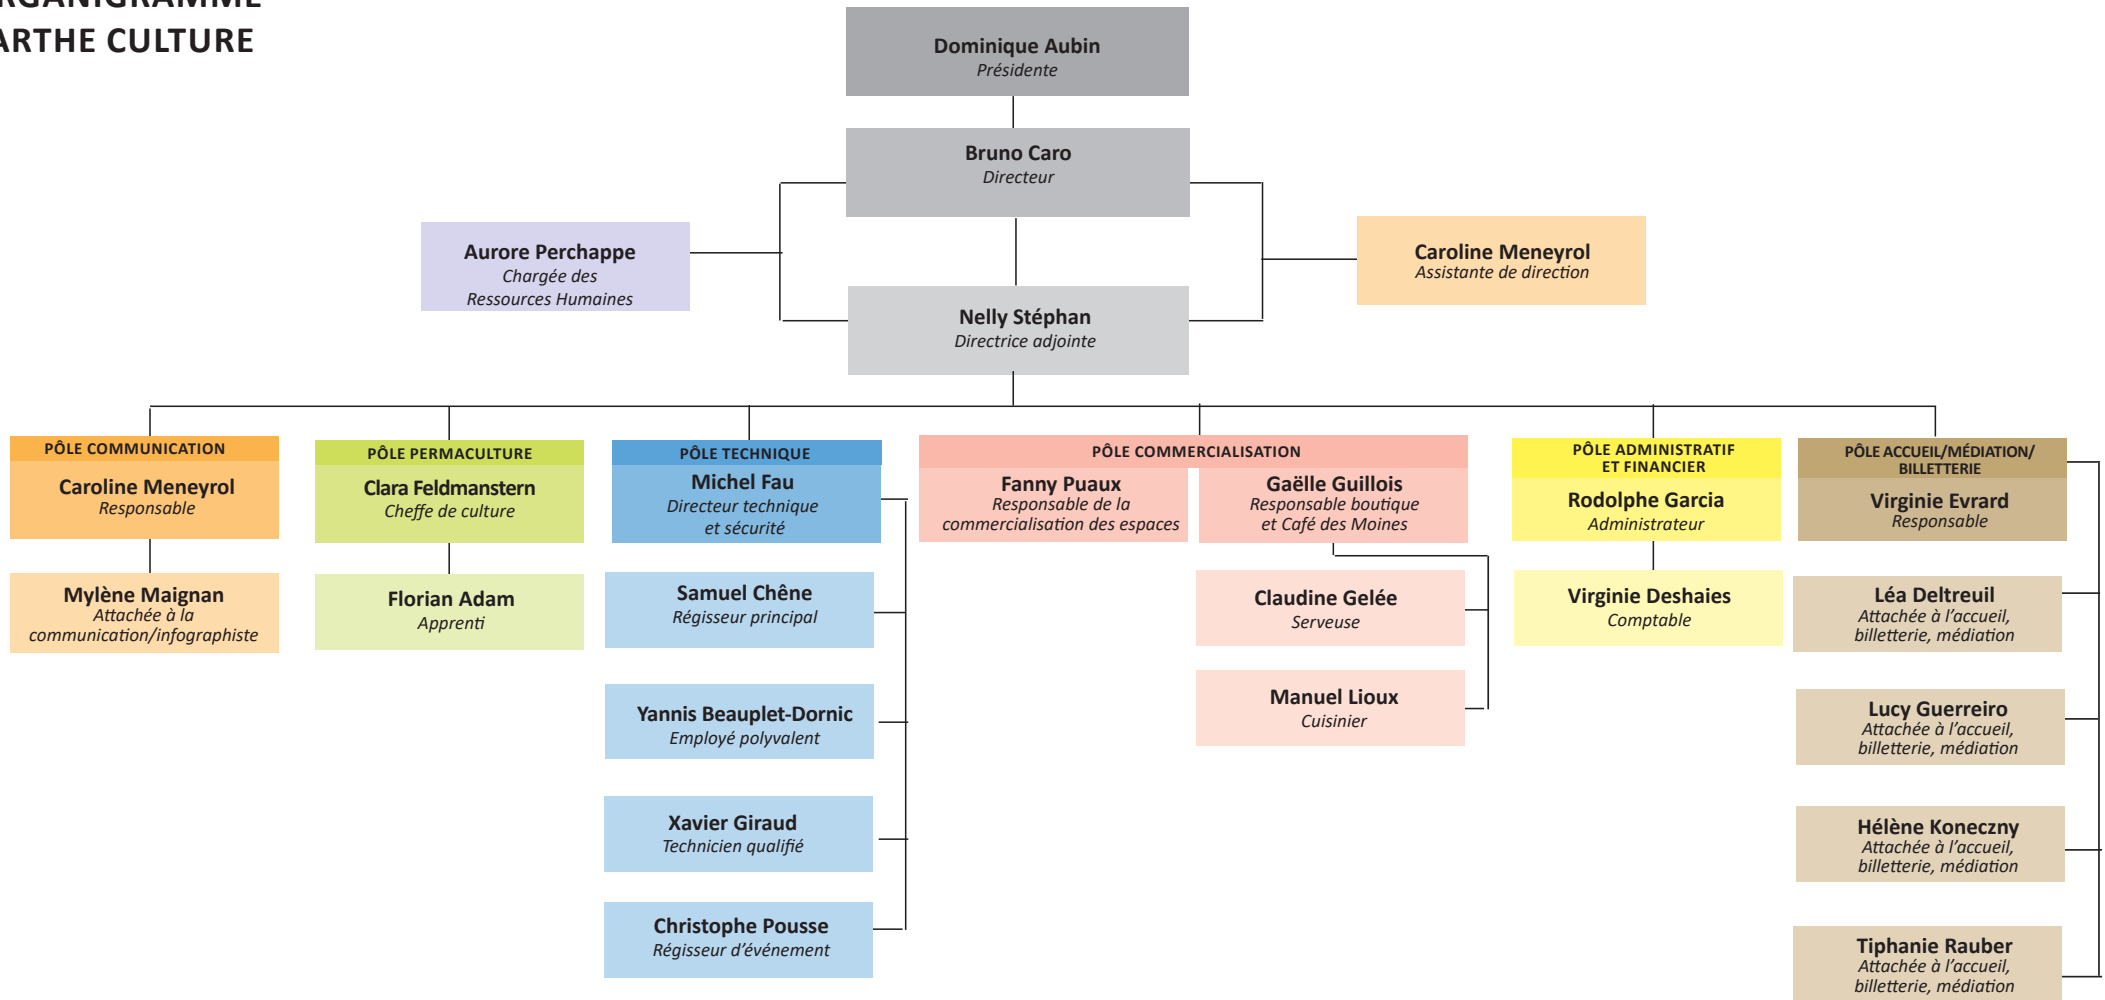 RGANIGRAMME
ARTHE CULTURE
Dominique Aubin
Présidente
Bruno Caro
Directeur
Aurore Perchappe
Chargée des
Ressources Humaines
Caroline Meneyrol
Assistante de direction
Nelly Stéphan
Directrice adjointe
PÔLE COMMUNICATION
Caroline Meneyrol
Responsable
Mylène Maignan
Attachée à la
communication/infographiste
PÔLE PERMACULTURE
Clara Feldmanstern
Cheffe de culture
Florian Adam
Apprenti
PÔLE TECHNIQUE
Michel Fau
Directeur technique
et sécurité
Samuel Chêne
Régisseur principal
Yannis Beauplet-Dornic
Employé polyvalent
Xavier Giraud
Technicien qualifié
Christophe Pousse
Régisseur d'événement
PÔLE COMMERCIALISATION
Fanny Puaux
Responsable de la
commercialisation des espaces
Gaëlle Guillois
Responsable boutique
et Café des Moines
Claudine Gelée
Serveuse
Manuel Lioux
Cuisinier
PÔLE ADMINISTRATIF
ET FINANCIER
Rodolphe Garcia
Administrateur
Virginie Deshaies
Comptable
PÔLE ACCUEIL/MÉDIATION/
BILLETTERIE
Virginie Evrard
Responsable
Léa Deltreuil
Attachée à l'accueil,
billetterie, médiation
Lucy Guerreiro
Attachée à l'accueil,
billetterie, médiation
Hélène Koneczny
Attachée à l'accueil,
billetterie, médiation
Tiphanie Rauber
Attachée à l'accueil,
billetterie, médiation